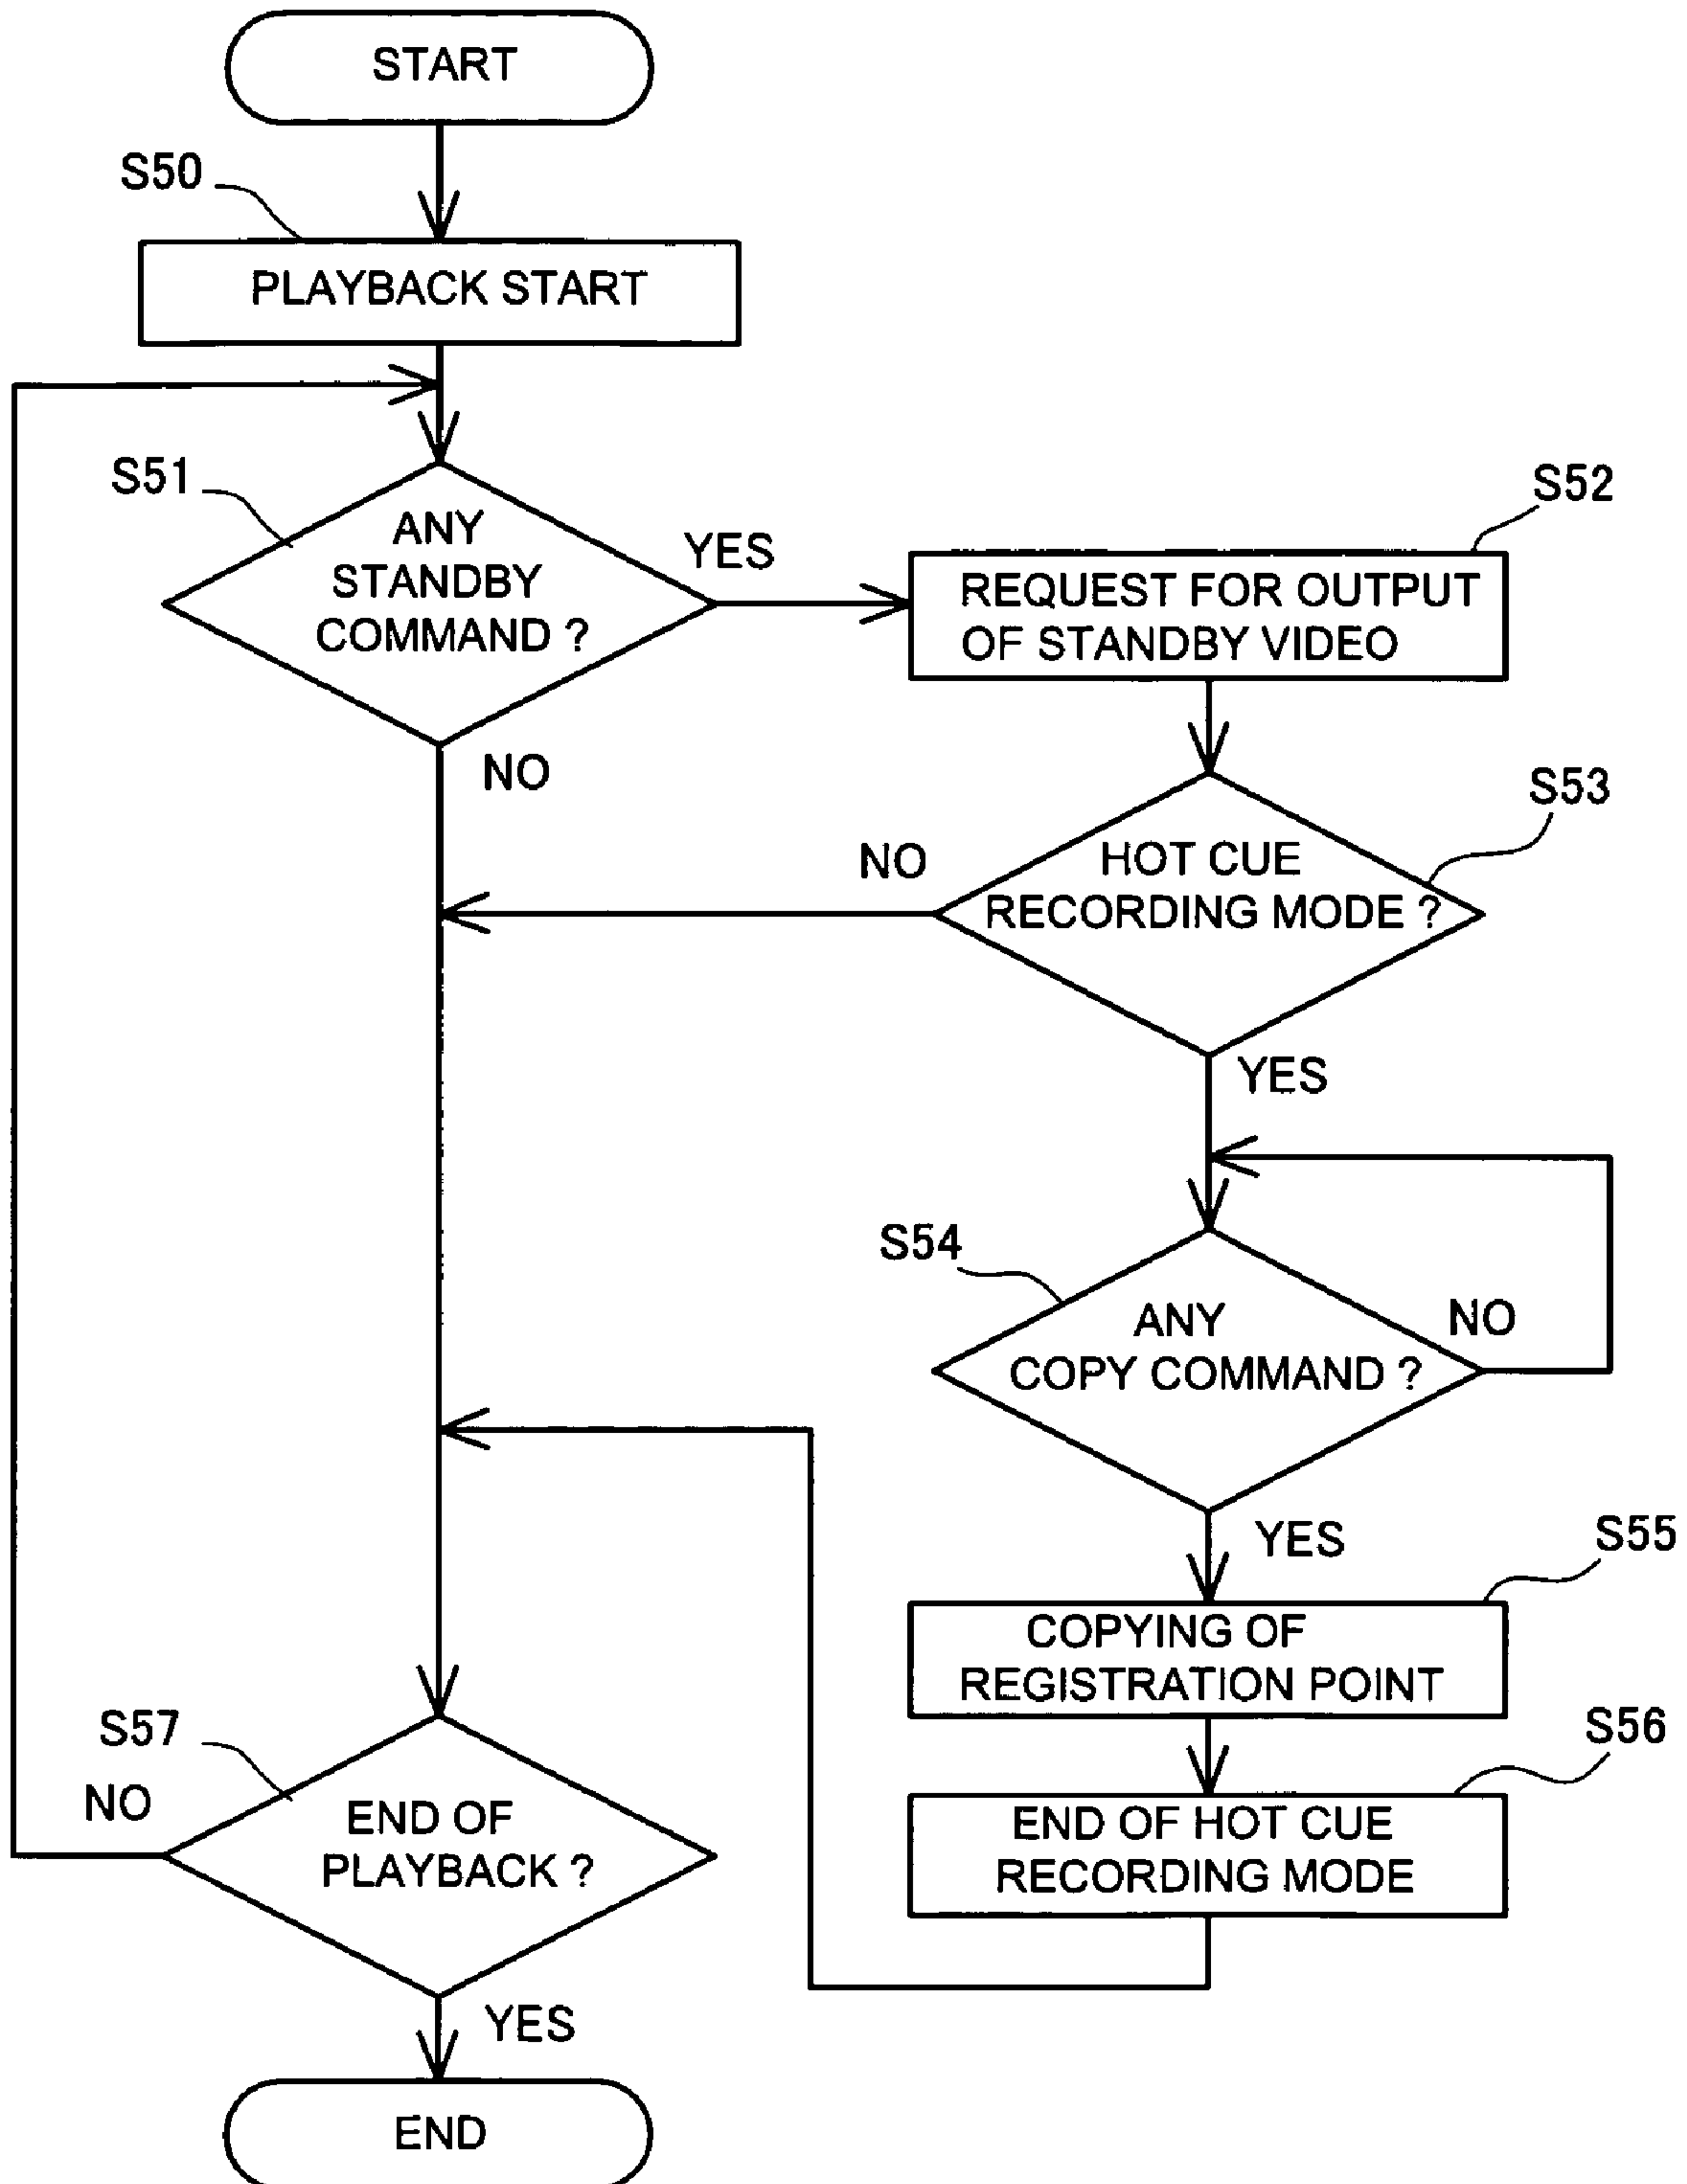 START
S50
PLAYBACK START
S51
ANY
STANDBY
COMMAND ?
YES
NO
S52
REQUEST FOR OUTPUT
OF STANDBY VIDEO
S53
HOT CUE
RECORDING MODE ?
NO
YES
S54
ANY
COPY COMMAND ?
NO
YES
S55
COPYING OF
REGISTRATION POINT
S56
END OF HOT CUE
RECORDING MODE
S57
END OF
PLAYBACK ?
NO
YES
END